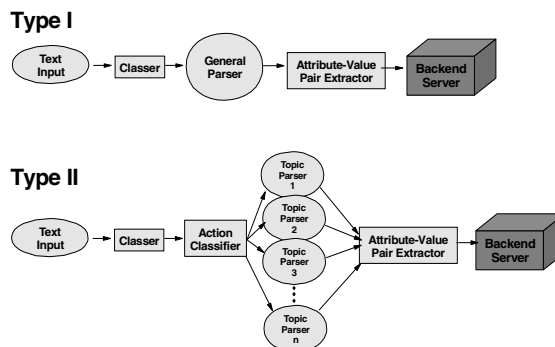 Type I
Text
Input
Classer
General
Parser
Attribute-Value
Pair Extractor
Backend
Server
Type II
Text
Input
Classer
Action
Classifier
Topic
Parser
1
Topic
Parser
2
Topic
Parser
3
Topic
Parser
n
Attribute-Value
Pair Extractor
Backend
Server